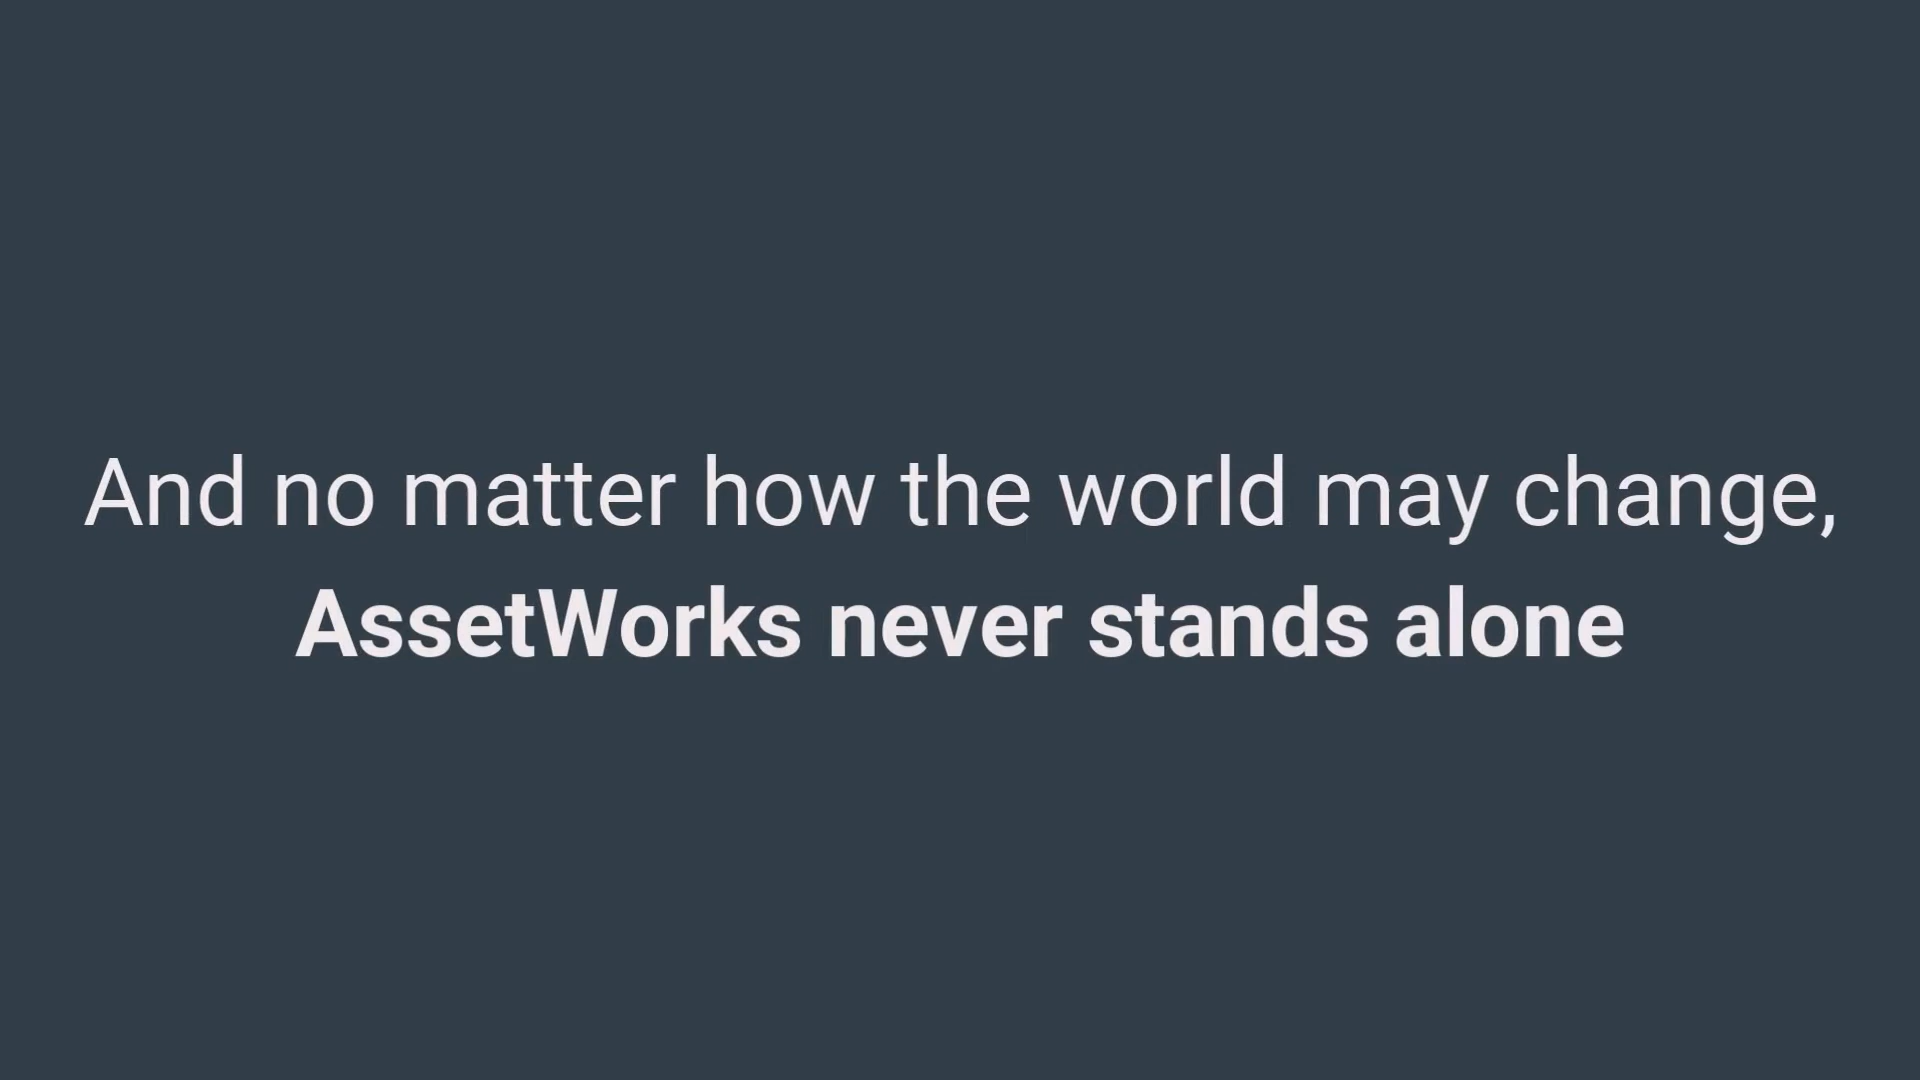 And no matter how the world may change,
AssetWorks never stands alone